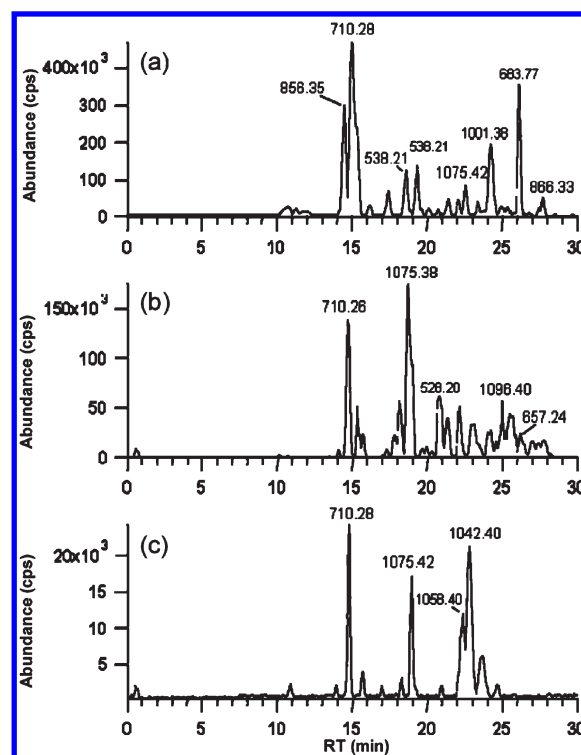 710.28
400x10³
(a)
856.35
683.77
300
1001.38
538.21
538.21
200
1075.42
100
866.33
0
Abundance (cps)
0 5 10 15 20 25 30
1075.38
(b)
150x10³
710.26
100
528.20
1096.40
50
657.24
0
Abundance (cps)
0 5 10 15 20 25 30
710.28
(c)
1042.40
20x10³
1075.42
1058.40
15
10
5
Abundance (cps)
0 5 10 15 20 25 30
RT (min)